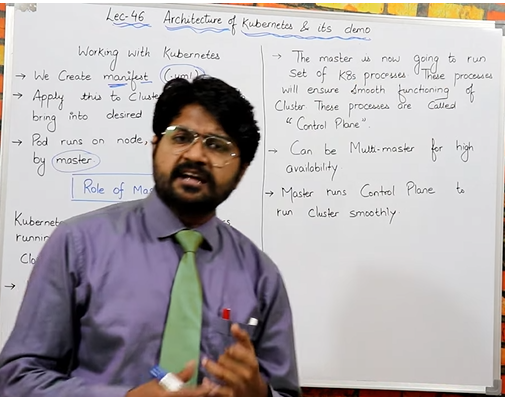 Lec-46 Architecture of Kubernetes & its demo
Working with Kubernetes
→ We Create manifest (.yml)
→ Apply this to Cluste
bring into desired
→ Pod runs on node,
by master
Role of Mas
Kubernet
runnin
Clo
→
→ The master is now going to run
set of K8s processes These processes
will ensure smooth functioning of
Cluster These processes are Called
"Control Plane".
→ Can be Multi-master for high
availability
→ Master runs Control Plane to
run Cluster smoothly